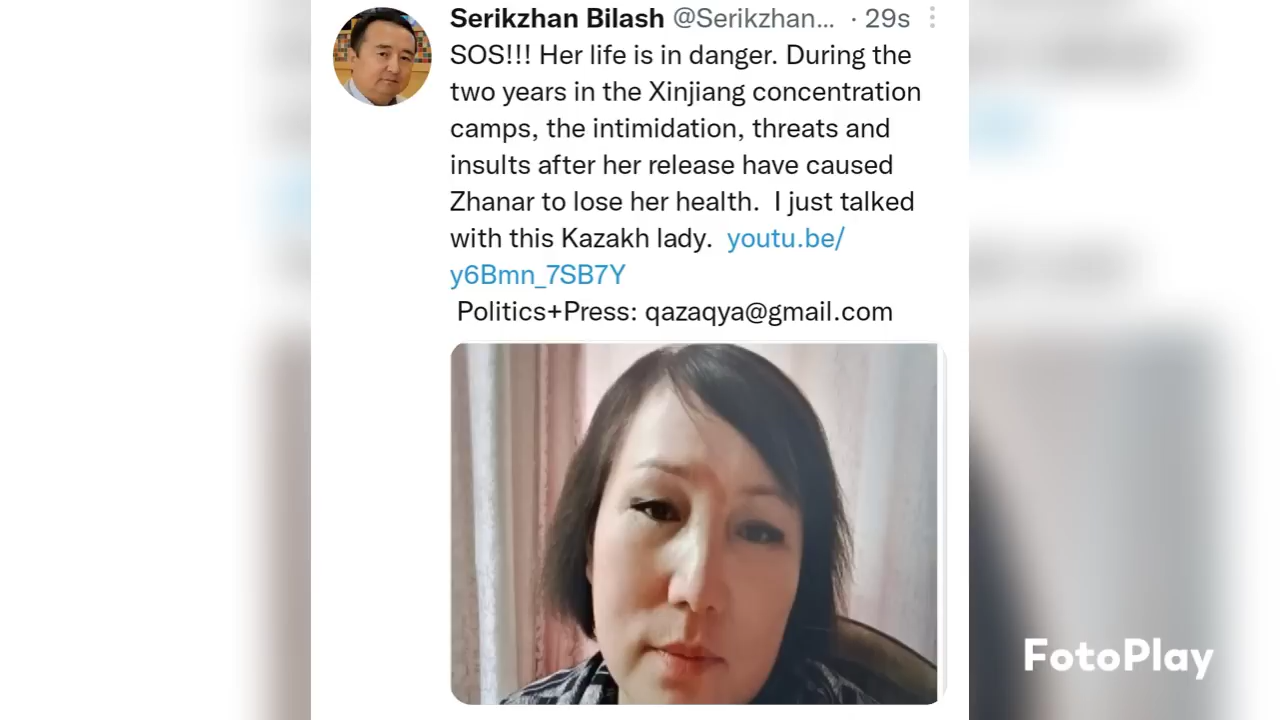 Serikzhan Bilash @Serikzhan... · 29s
SOS!!! Her life is in danger. During the
two years in the Xinjiang concentration
camps, the intimidation, threats and
insults after her release have caused
Zhanar to lose her health.  I just talked
with this Kazakh lady.  youtu.be/
y6Bmn_7SB7Y
Politics+Press: qazaqya@gmail.com
FotoPlay